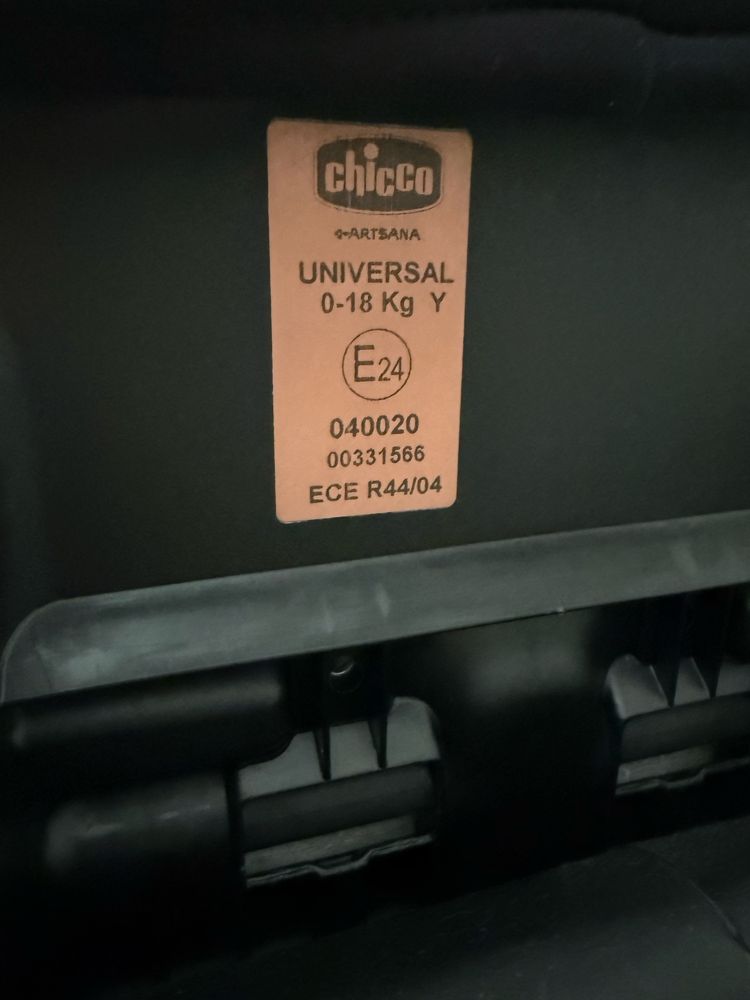 chicco
ARTSANA
UNIVERSAL
0-18 Kg Y
E24
040020
00331566
ECE R44/04